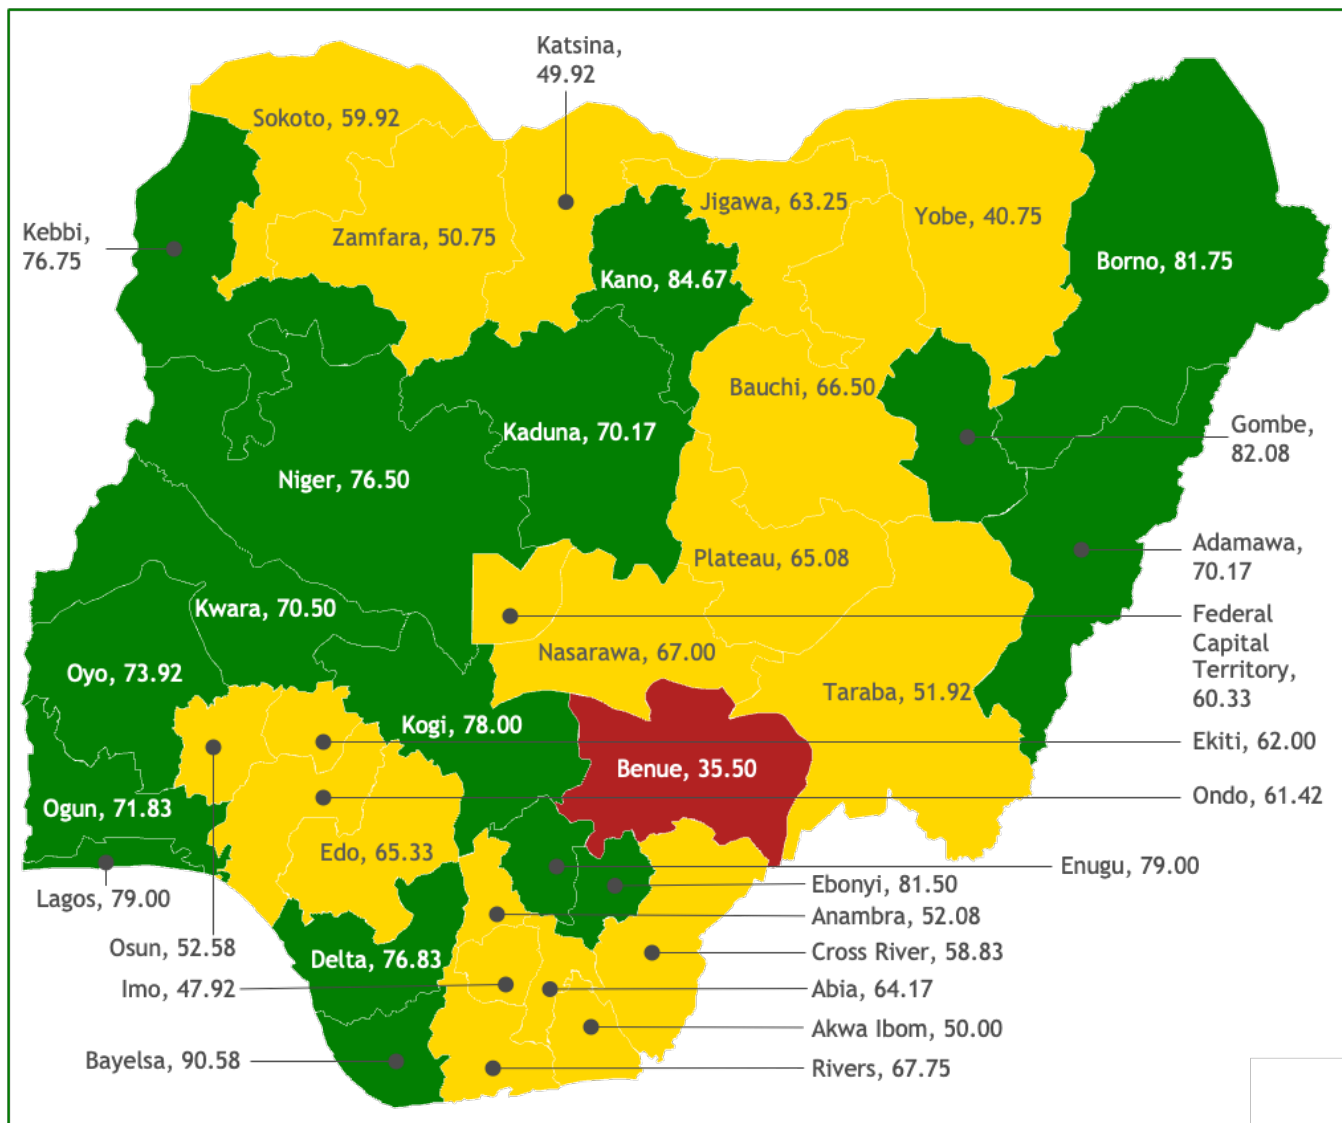 Katsina,
49.92
Sokoto, 59.92
Jigawa, 63.25
Yobe, 40.75
Kebbi,
76.75
Zamfara, 50.75
Borno, 81.75
Kano, 84.67
Bauchi, 66.50
Gombe,
82.08
Kaduna, 70.17
Niger, 76.50
Adamawa,
70.17
Plateau, 65.08
Kwara, 70.50
Federal
Capital
Territory,
60.33
Nasarawa, 67.00
Oyo, 73.92
Taraba, 51.92
Kogi, 78.00
Ekiti, 62.00
Benue, 35.50
Ondo, 61.42
Ogun, 71.83
Edo, 65.33
Enugu, 79.00
Ebonyi, 81.50
Lagos, 79.00
Anambra, 52.08
Osun, 52.58
Cross River, 58.83
Delta, 76.83
Imo, 47.92
Abia, 64.17
Akwa Ibom, 50.00
Bayelsa, 90.58
Rivers, 67.75